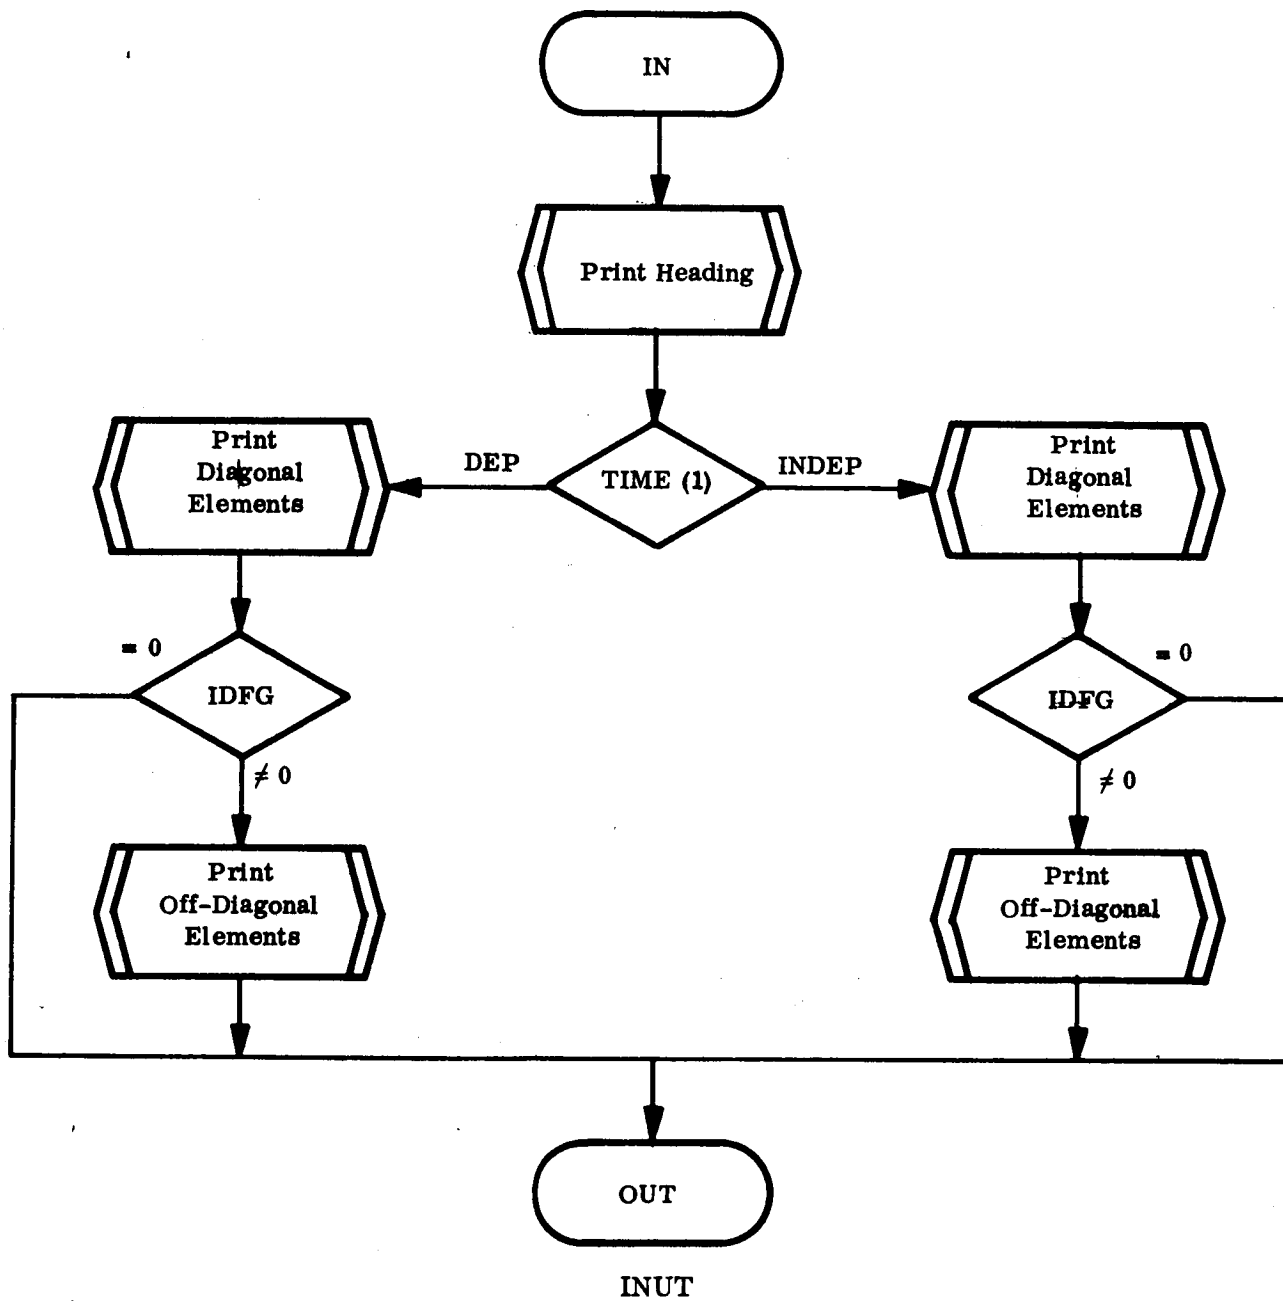 IN
Print Heading
TIME (1)
DEP
INDEP
Print
Diagonal
Elements
Print
Diagonal
Elements
= 0
IDFG
≠ 0
= 0
IDFG
≠ 0
Print
Off-Diagonal
Elements
Print
Off-Diagonal
Elements
OUT
INUT